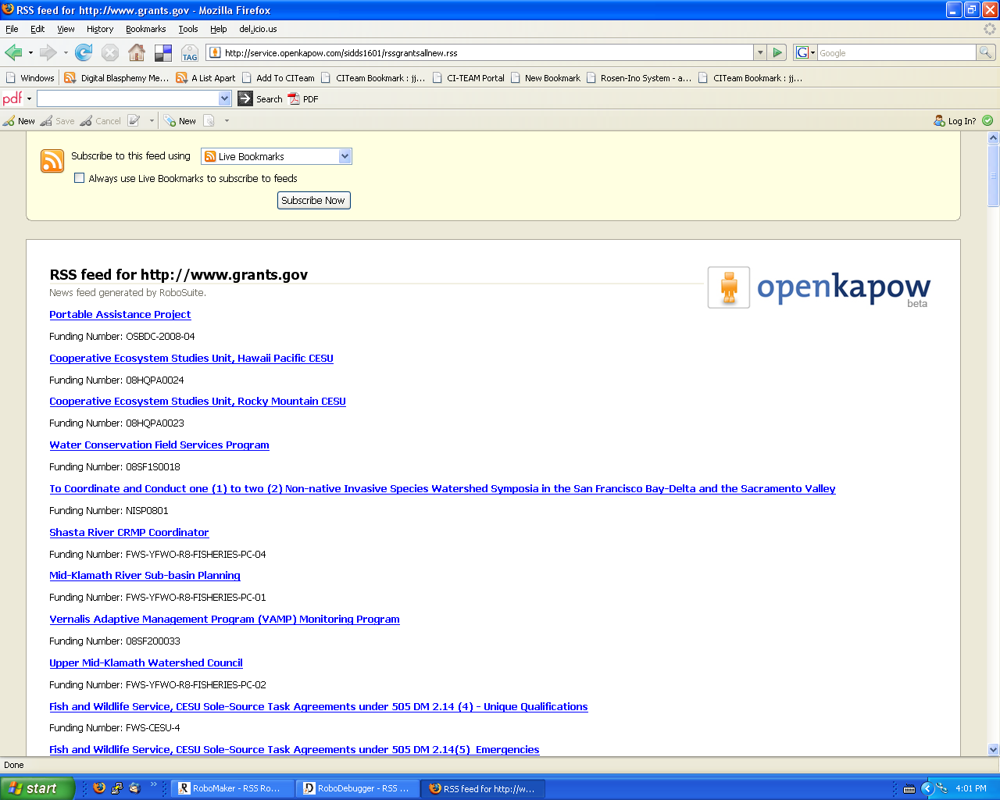 RSS feed for http://www.grants.gov - Mozilla Firefox
File Edit View History Bookmarks Tools Help del.icio.us
TAG http://service.openkapow.com/sidds1601/rssgrantsallnew.rss G Google
Windows Digital Blasphemy Me... A List Apart Add To CITeam CITeam Bookmark : jj... CI-TEAM Portal New Bookmark Rosen-Ino System - a... CITeam Bookmark : jj...
pdf Search PDF
New Save Cancel New Log In?
Subscribe to this feed using Live Bookmarks
Always use Live Bookmarks to subscribe to feeds
Subscribe Now
RSS feed for http://www.grants.gov
News feed generated by RoboSuite.
openkapow
beta
Portable Assistance Project
Funding Number: OSBDC-2008-04
Cooperative Ecosystem Studies Unit, Hawaii Pacific CESU
Funding Number: 08HQPA0024
Cooperative Ecosystem Studies Unit, Rocky Mountain CESU
Funding Number: 08HQPA0023
Water Conservation Field Services Program
Funding Number: 08SF1S0018
To Coordinate and Conduct one (1) to two (2) Non-native Invasive Species Watershed Symposia in the San Francisco Bay-Delta and the Sacramento Valley
Funding Number: NISP0801
Shasta River CRMP Coordinator
Funding Number: FWS-YFWO-R8-FISHERIES-PC-04
Mid-Klamath River Sub-basin Planning
Funding Number: FWS-YFWO-R8-FISHERIES-PC-01
Vernalis Adaptive Management Program (VAMP) Monitoring Program
Funding Number: 08SF200033
Upper Mid-Klamath Watershed Council
Funding Number: FWS-YFWO-R8-FISHERIES-PC-02
Fish and Wildlife Service, CESU Sole-Source Task Agreements under 505 DM 2.14 (4) - Unique Qualifications
Funding Number: FWS-CESU-4
Fish and Wildlife Service, CESU Sole-Source Task Agreements under 505 DM 2.14(5) Emergencies
Done
start RoboMaker - RSS Ro... RoboDebugger - RSS ... RSS feed for http://w... 4:01 PM